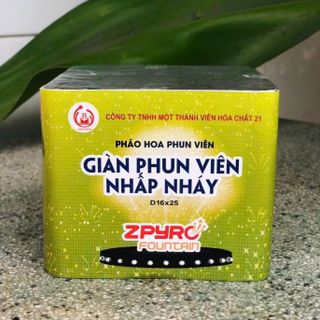 21
CÔNG TY TNHH MỘT THÀNH VIÊN HÓA CHẤT 21
PHÁO HOA PHUN VIÊN
GIÀN PHUN VIÊN
NHẤP NHÁY
D16x25
ZPYRO
FOUNTAIN